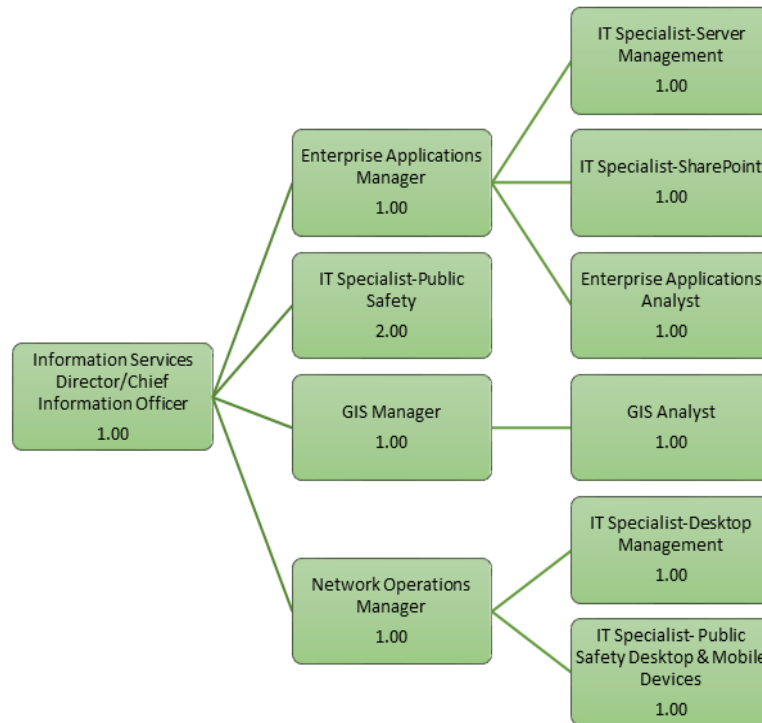 IT Specialist-Server
Management
1.00
Enterprise Applications
Manager
1.00
IT Specialist-SharePoint
1.00
IT Specialist-Public
Safety
2.00
Enterprise Applications
Analyst
1.00
Information Services
Director/Chief
Information Officer
1.00
GIS Manager
1.00
GIS Analyst
1.00
Network Operations
Manager
1.00
IT Specialist-Desktop
Management
1.00
IT Specialist- Public
Safety Desktop & Mobile
Devices
1.00